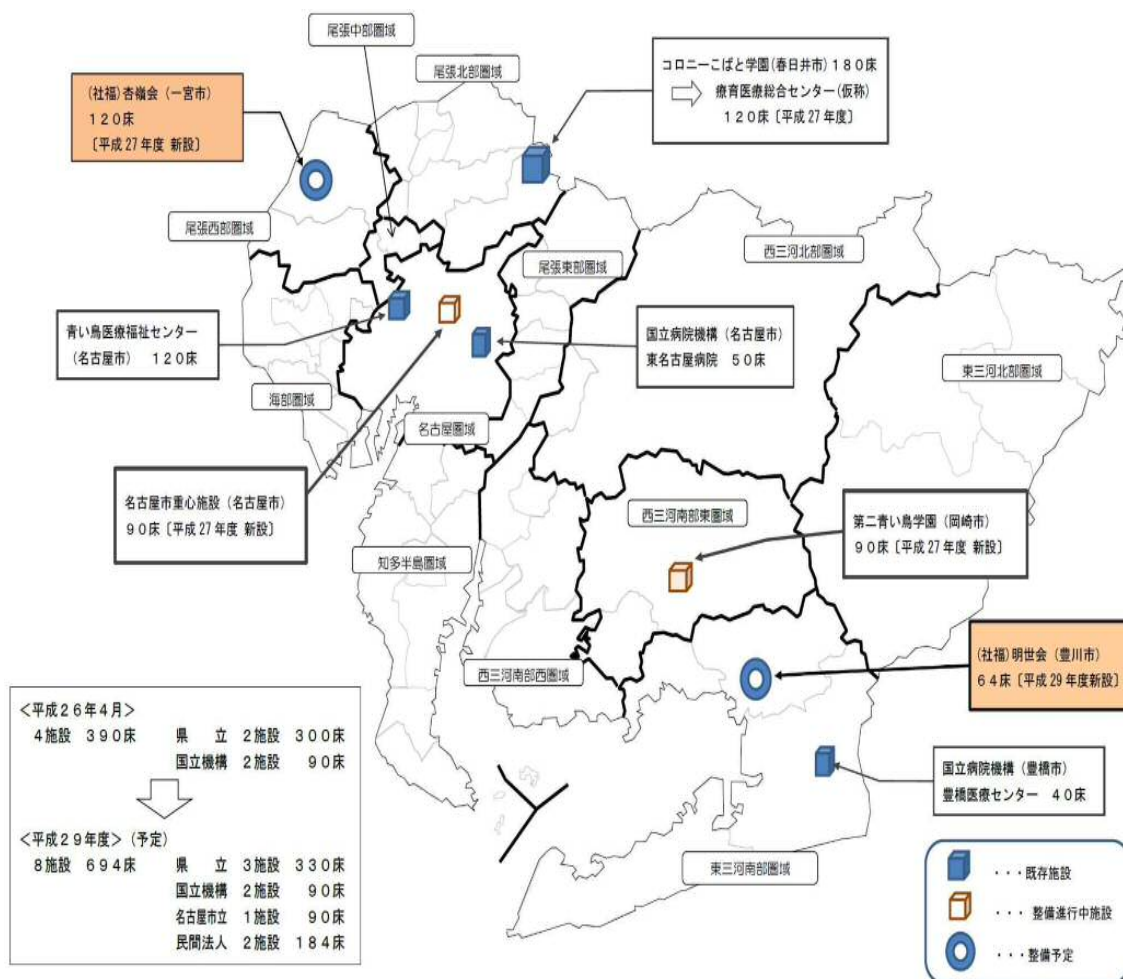 尾張中部圏域
尾張北部圏域
(社福)杏嶺会（一宮市）
120床
〔平成27年度 新設〕
コロニーこばと学園(春日井市)180床
療育医療総合センター(仮称)
120床〔平成27年度〕
尾張西部圏域
尾張東部圏域
西三河北部圏域
青い鳥医療福祉センター
（名古屋市） 120床
国立病院機構（名古屋市）
東名古屋病院 50床
東三河北部圏域
海部圏域
名古屋圏域
名古屋市重心施設（名古屋市）
90床〔平成27年度 新設〕
西三河南部東圏域
第二青い鳥学園（岡崎市）
90床〔平成27年度 新設〕
知多半島圏域
西三河南部西圏域
(社福)明世会（豊川市）
64床〔平成29年度新設〕
国立病院機構（豊橋市）
豊橋医療センター 40床
東三河南部圏域
＜平成26年4月＞
4施設 390床 県 立 2施設 300床
国立機構 2施設 90床
＜平成29年度＞（予定）
8施設 694床 県 立 3施設 330床
国立機構 2施設 90床
名古屋市立 1施設 90床
民間法人 2施設 184床
・・・既存施設
・・・ 整備進行中施設
・・・整備予定